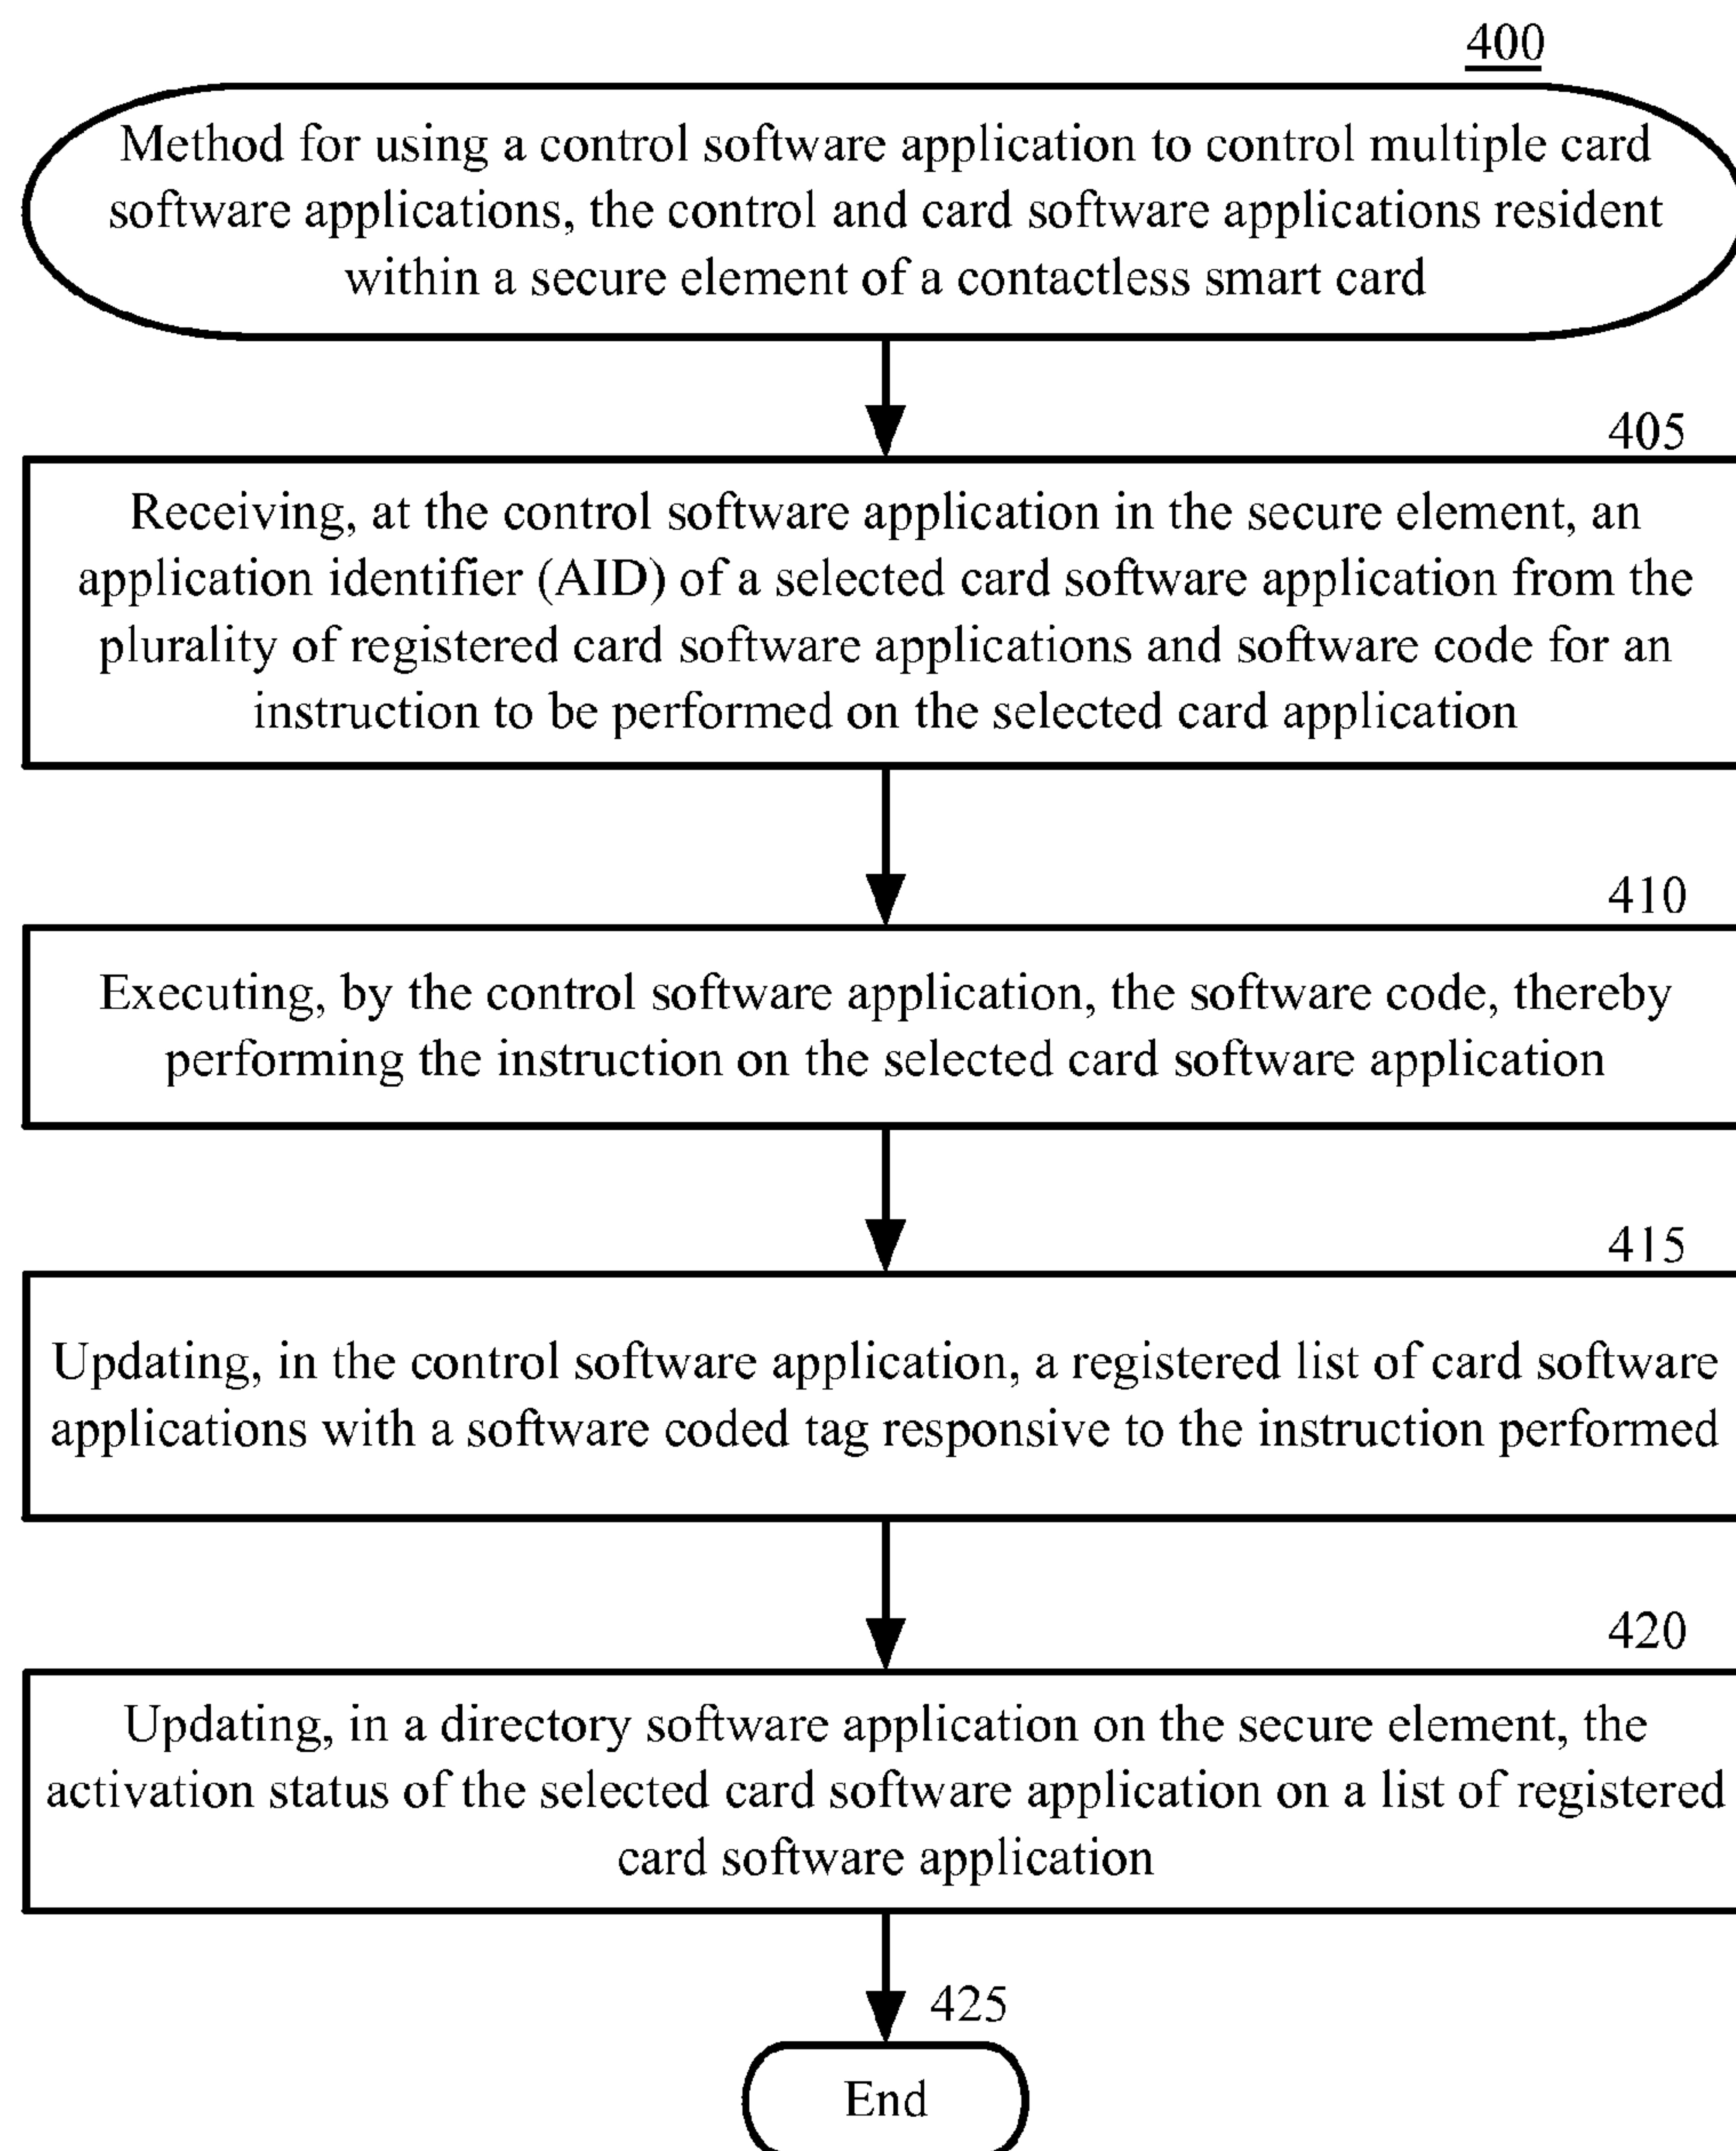 400
Method for using a control software application to control multiple card
software applications, the control and card software applications resident
within a secure element of a contactless smart card
405
Receiving, at the control software application in the secure element, an
application identifier (AID) of a selected card software application from the
plurality of registered card software applications and software code for an
instruction to be performed on the selected card application
410
Executing, by the control software application, the software code, thereby
performing the instruction on the selected card software application
415
Updating, in the control software application, a registered list of card software
applications with a software coded tag responsive to the instruction performed
420
Updating, in a directory software application on the secure element, the
activation status of the selected card software application on a list of registered
card software application
425
End